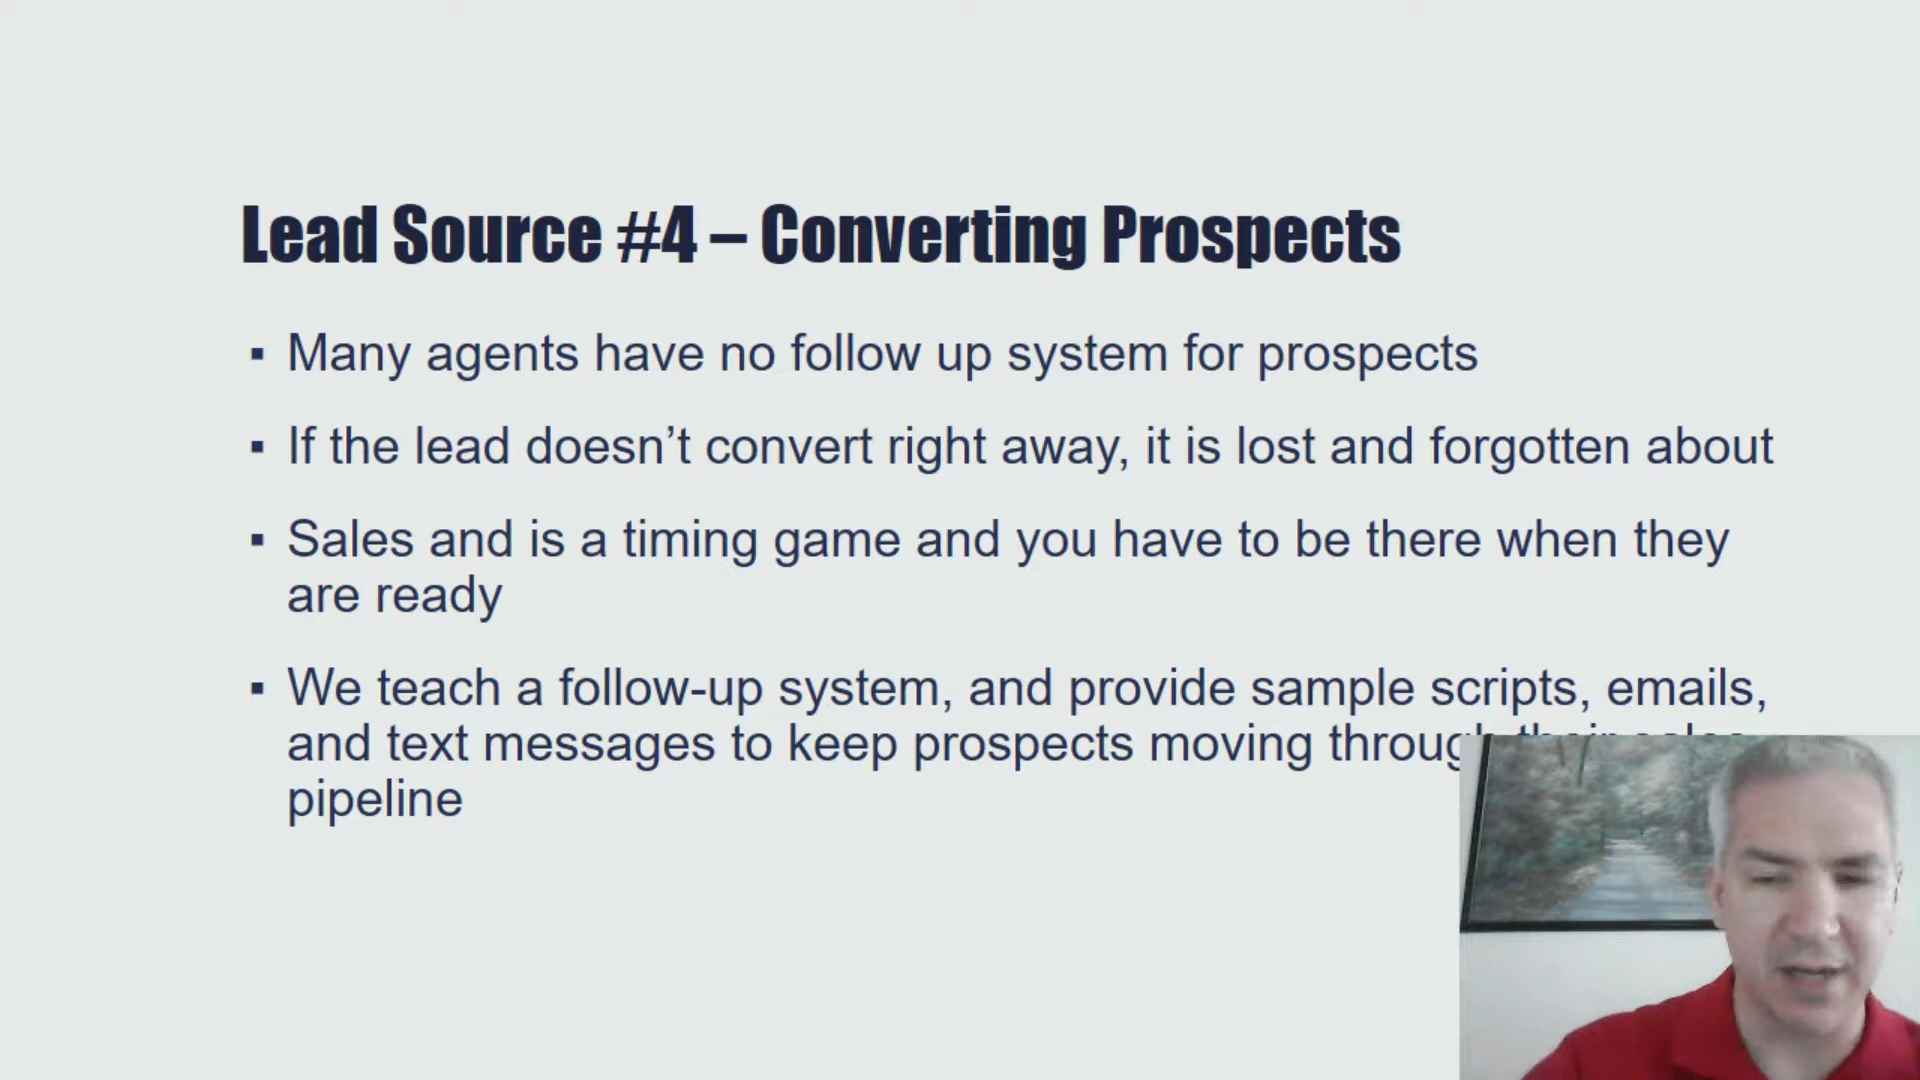 Lead Source #4 – Converting Prospects
▪ Many agents have no follow up system for prospects
▪ If the lead doesn’t convert right away, it is lost and forgotten about
▪ Sales and is a timing game and you have to be there when they
are ready
▪ We teach a follow-up system, and provide sample scripts, emails,
and text messages to keep prospects moving through their sales
pipeline